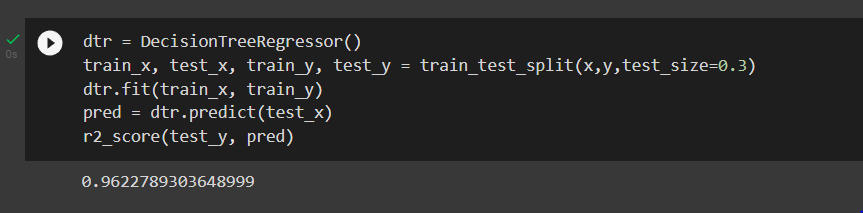 dtr = DecisionTreeRegressor()
0s
train_x, test_x, train_y, test_y = train_test_split(x,y,test_size=0.3)
dtr.fit(train_x, train_y)
pred = dtr.predict(test_x)
r2_score(test_y, pred)
0.9622789303648999